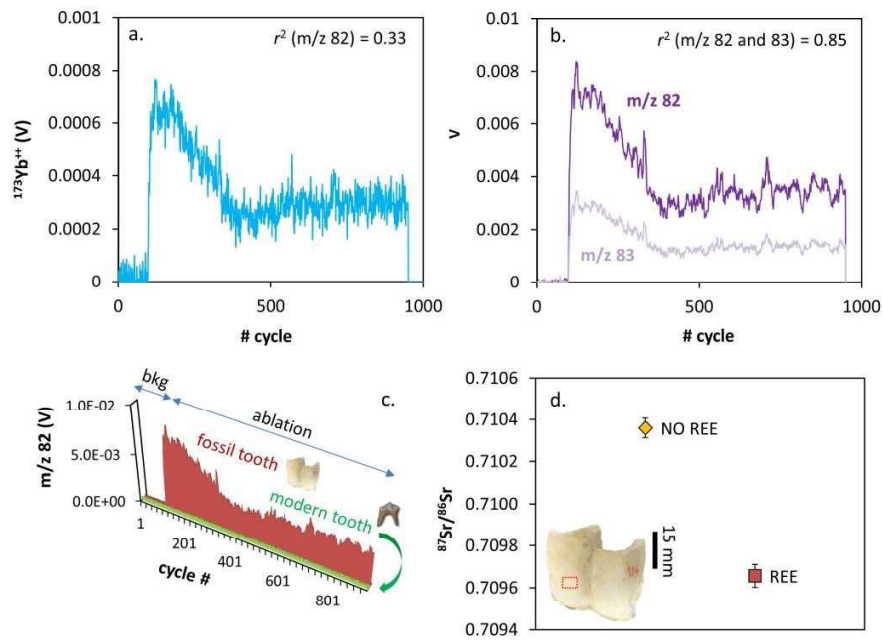 a.
r² (m/z 82) = 0.33
0.001
0.0008
0.0006
0.0004
0.0002
0
¹⁷³Yb⁺⁺ (V)
0 500 1000
# cycle
b.
r² (m/z 82 and 83) = 0.85
0.01
0.008
0.006
0.004
0.002
0
V
m/z 82
m/z 83
0 500 1000
# cycle
c.
bkg
ablation
1.0E-02
5.0E-03
0.0E+00
m/z 82 (V)
fossil tooth
modern tooth
1
201
401
601
801
cycle #
d.
0.7106
0.7104
0.7102
0.7100
0.7098
0.7096
0.7094
⁸⁷Sr/⁸⁶Sr
NO REE
15 mm
REE